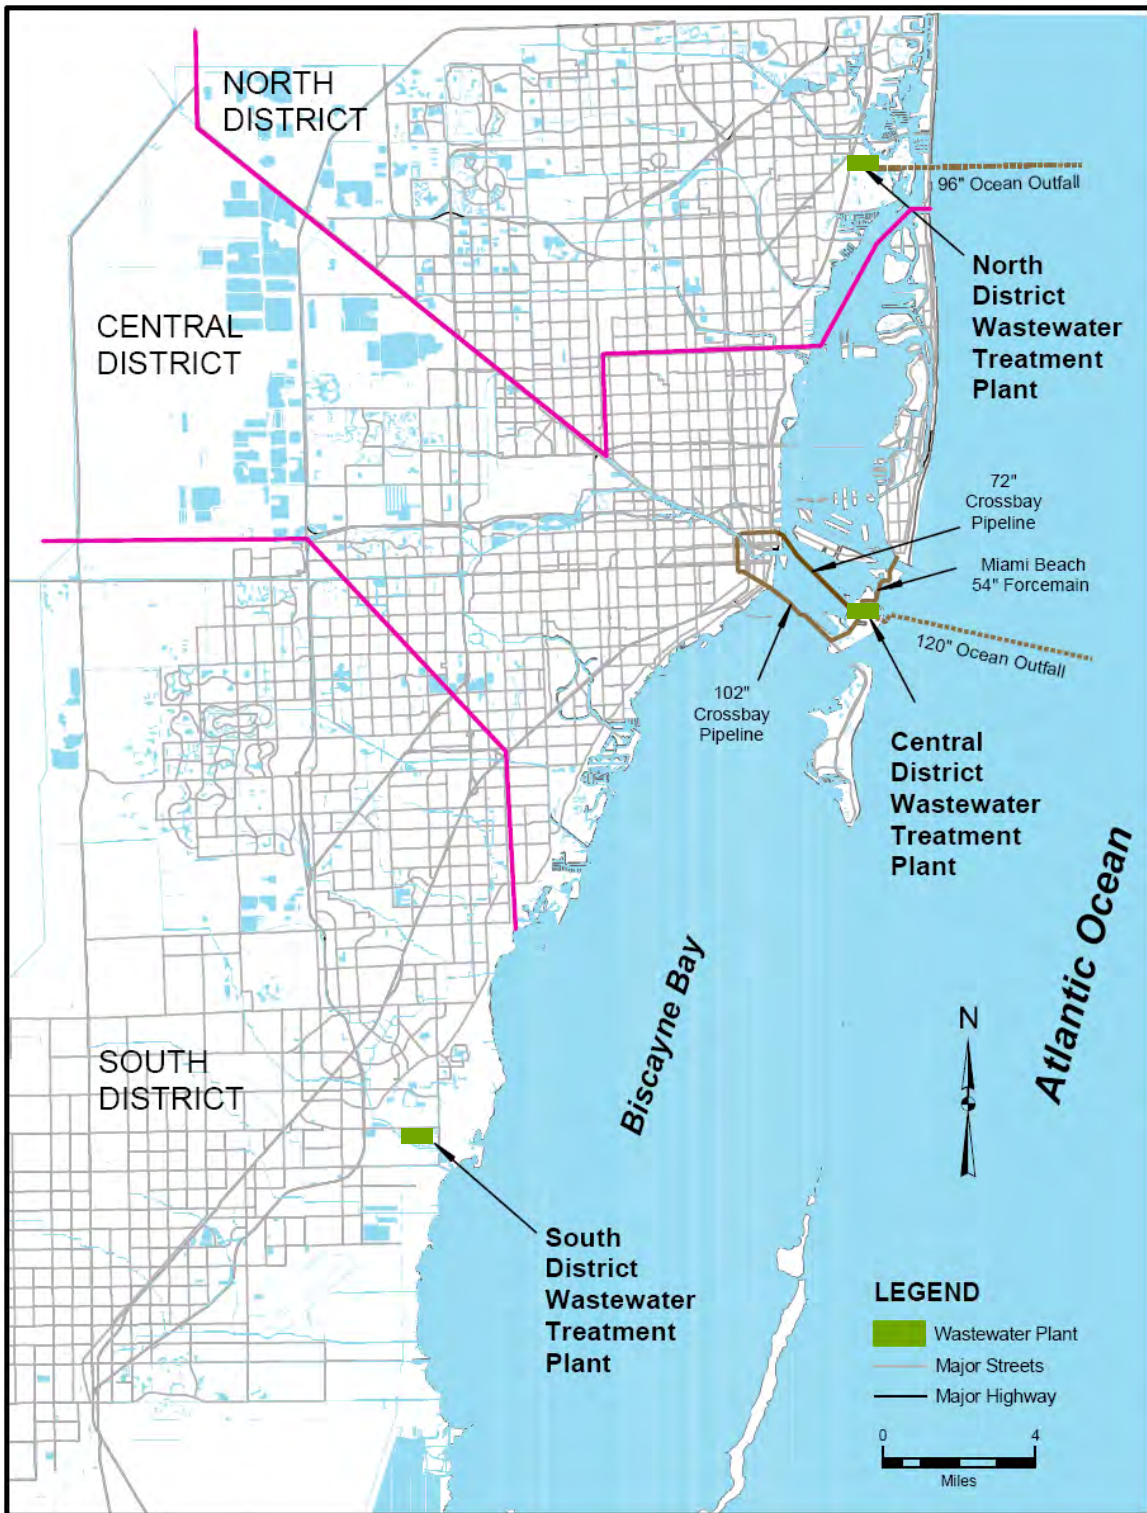 NORTH
DISTRICT
96" Ocean Outfall
North
District
Wastewater
Treatment
Plant
CENTRAL
DISTRICT
72"
Crossbay
Pipeline
Miami Beach
54" Forcemain
120" Ocean Outfall
102"
Crossbay
Pipeline
Central
District
Wastewater
Treatment
Plant
Atlantic Ocean
Biscayne Bay
N
SOUTH
DISTRICT
South
District
Wastewater
Treatment
Plant
LEGEND
Wastewater Plant
Major Streets
Major Highway
0 4
Miles